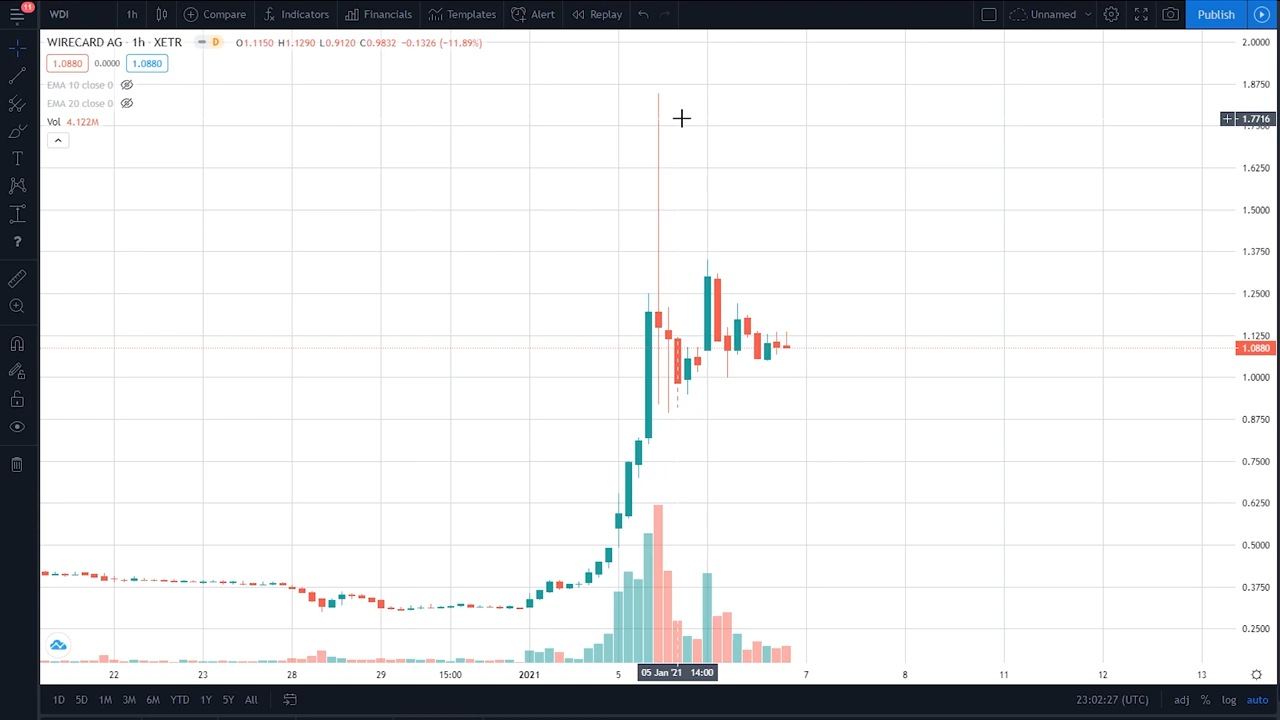 11
WDI 1h Compare Indicators Financials Templates Alert Replay Unnamed Publish
WIRECARD AG · 1h · XETR D O1.1150 H1.1290 L0.9120 C0.9832 −0.1326 (−11.89%)
1.0880 0.0000 1.0880
EMA 10 close 0
EMA 20 close 0
Vol 4.122M
2.0000
1.8750
1.7716
1.6250
1.5000
1.3750
1.2500
1.1250
1.0880
1.0000
0.8750
0.7500
0.6250
0.5000
0.3750
0.2500
22 23 28 29 15:00 2021 5 05 Jan '21 14:00 7 8 11 12 13
1D 5D 1M 3M 6M YTD 1Y 5Y All 23:02:27 (UTC) adj % log auto